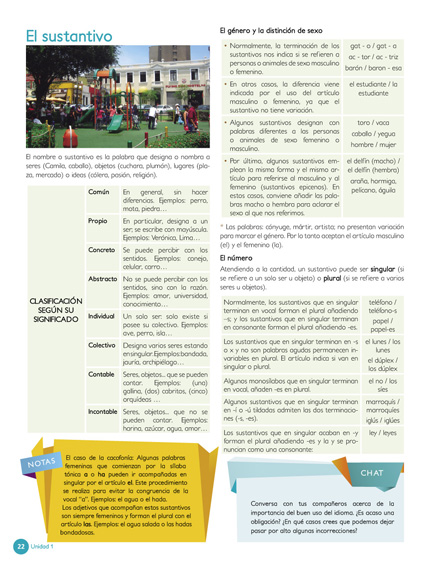 El sustantivo
El nombre o sustantivo es la palabra que designa o nombra a
seres (Camila, caballo), objetos (cuchara, plumón), lugares (pla-
za, mercado) o ideas (cólera, pasión, religión).
CLASIFICACIÓN
SEGÚN SU
SIGNIFICADO
Común
En general, sin hacer
diferencias. Ejemplos: perro,
mata, piedra...
Propio
En particular, designa a un
ser; se escribe con mayúscula.
Ejemplos: Verónica, Lima...
Concreto
Se puede percibir con los
sentidos. Ejemplos: conejo,
celular, carro...
Abstracto
No se puede percibir con los
sentidos, sino con la razón.
Ejemplos: amor, universidad,
conocimiento...
Individual
Un solo ser: solo existe si
posee su colectivo. Ejemplos:
ave, perro, isla...
Colectivo
Designa varios seres estando
en singular. Ejemplos: bandada,
jauría, archipiélago...
Contable
Seres, objetos... que se pueden
contar. Ejemplos: (una)
gallina, (dos) cabritos, (cinco)
orquídeas ...
Incontable
Seres, objetos... que no se
pueden contar. Ejemplos:
harina, azúcar, agua, amor...
NOTAS
El caso de la cacofonía: Algunas palabras
femeninas que comienzan por la sílaba
tónica a o ha pueden ir acompañadas en
singular por el artículo el. Este procedimiento
se realiza para evitar la congruencia de la
vocal "a". Ejemplos: el agua o el hada.
Los adjetivos que acompañan estos sustantivos
son siempre femeninos y forman el plural con el
artículo las. Ejemplos: el agua salada o las hadas
bondadosas.
22 Unidad 1
El género y la distinción de sexo
• Normalmente, la terminación de los
sustantivos nos indica si se refieren a
personas o animales de sexo masculino
o femenino.
gat - o / gat - a
ac - tor / ac - triz
barón / baron - esa
• En otros casos, la diferencia viene
indicada por el uso del artículo
masculino o femenino, ya que el
sustantivo no tiene variación.
el estudiante / la
estudiante
• Algunos sustantivos designan con
palabras diferentes a las personas
o animales de sexo femenino o
masculino.
toro / vaca
caballo / yegua
hombre / mujer
• Por último, algunos sustantivos em-
plean la misma forma y el mismo ar-
tículo para referirse al masculino y al
femenino (sustantivos epicenos). En
estos casos, conviene añadir las pala-
bras macho o hembra para aclarar el
sexo al que nos referimos.
el delfín (macho) /
el delfín (hembra)
araña, hormiga,
pelícano, águila
* Las palabras: cónyuge, mártir, artista; no presentan variación
para marcar el género. Por lo tanto aceptan el artículo masculino
(el) y el femenino (la).
El número
Atendiendo a la cantidad, un sustantivo puede ser singular (si
se refiere a un solo ser u objeto) o plural (si se refiere a varios
seres u objetos).
Normalmente, los sustantivos que en singular
terminan en vocal forman el plural añadiendo
-s; y los sustantivos que en singular terminan
en consonante forman el plural añadiendo -es.
teléfono /
teléfono-s
papel /
papel-es
Los sustantivos que en singular terminan en -s
o x y no son palabras agudas permanecen in-
variables en plural. El artículo indica si van en
singular o plural.
el lunes / los
lunes
el dúplex /
los dúplex
Algunos monosílabos que en singular terminan
en vocal, añaden -es en plural.
el no / los
síes
Algunos sustantivos que en singular terminan
en -í o -ú tildadas admiten las dos terminacio-
nes (-s, -es).
marroquís /
marroquíes
iglús / iglúes
Los sustantivos que en singular acaban en -y
forman el plural añadiendo -es y la y se pro-
nuncian como una consonante:
ley / leyes
CHAT
Conversa con tus compañeros acerca de la
importancia del buen uso del idioma. ¿Es acaso una
obligación? ¿En qué casos crees que podemos dejar
pasar por alto algunas incorrecciones?